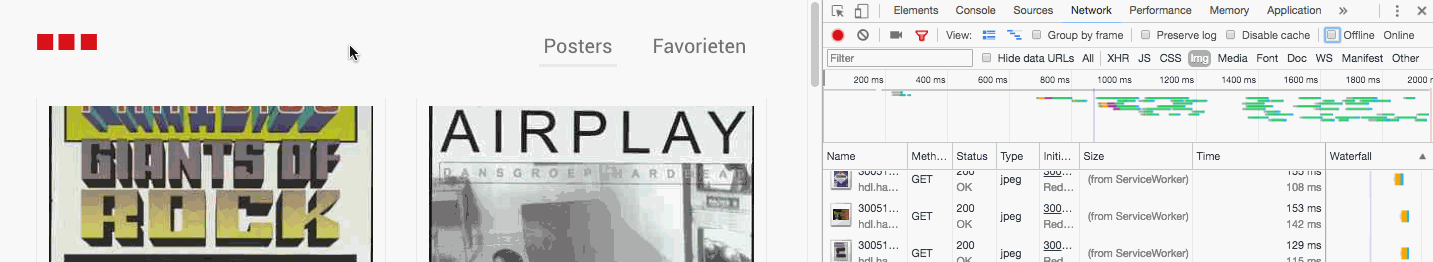 Posters Favorieten
GIANTS OF
ROCK
AIRPLAY
DANSGROEP HARDHEAD
Elements Console Sources Network Performance Memory Application »
View: Group by frame Preserve log Disable cache Offline Online
Filter Hide data URLs All XHR JS CSS Img Media Font Doc WS Manifest Other
200 ms 400 ms 600 ms 800 ms 1000 ms 1200 ms 1400 ms 1600 ms 1800 ms 2000
Name Meth... Status Type Initi... Size Time Waterfall
30051... GET 200 jpeg 300... (from ServiceWorker) 153 ms
hdl.ha... OK Red... 108 ms
30051... GET 200 jpeg 300... (from ServiceWorker) 153 ms
hdl.ha... OK Red... 142 ms
30051... GET 200 jpeg 300... (from ServiceWorker) 129 ms
hdl.ha... OK Red... 115 ms